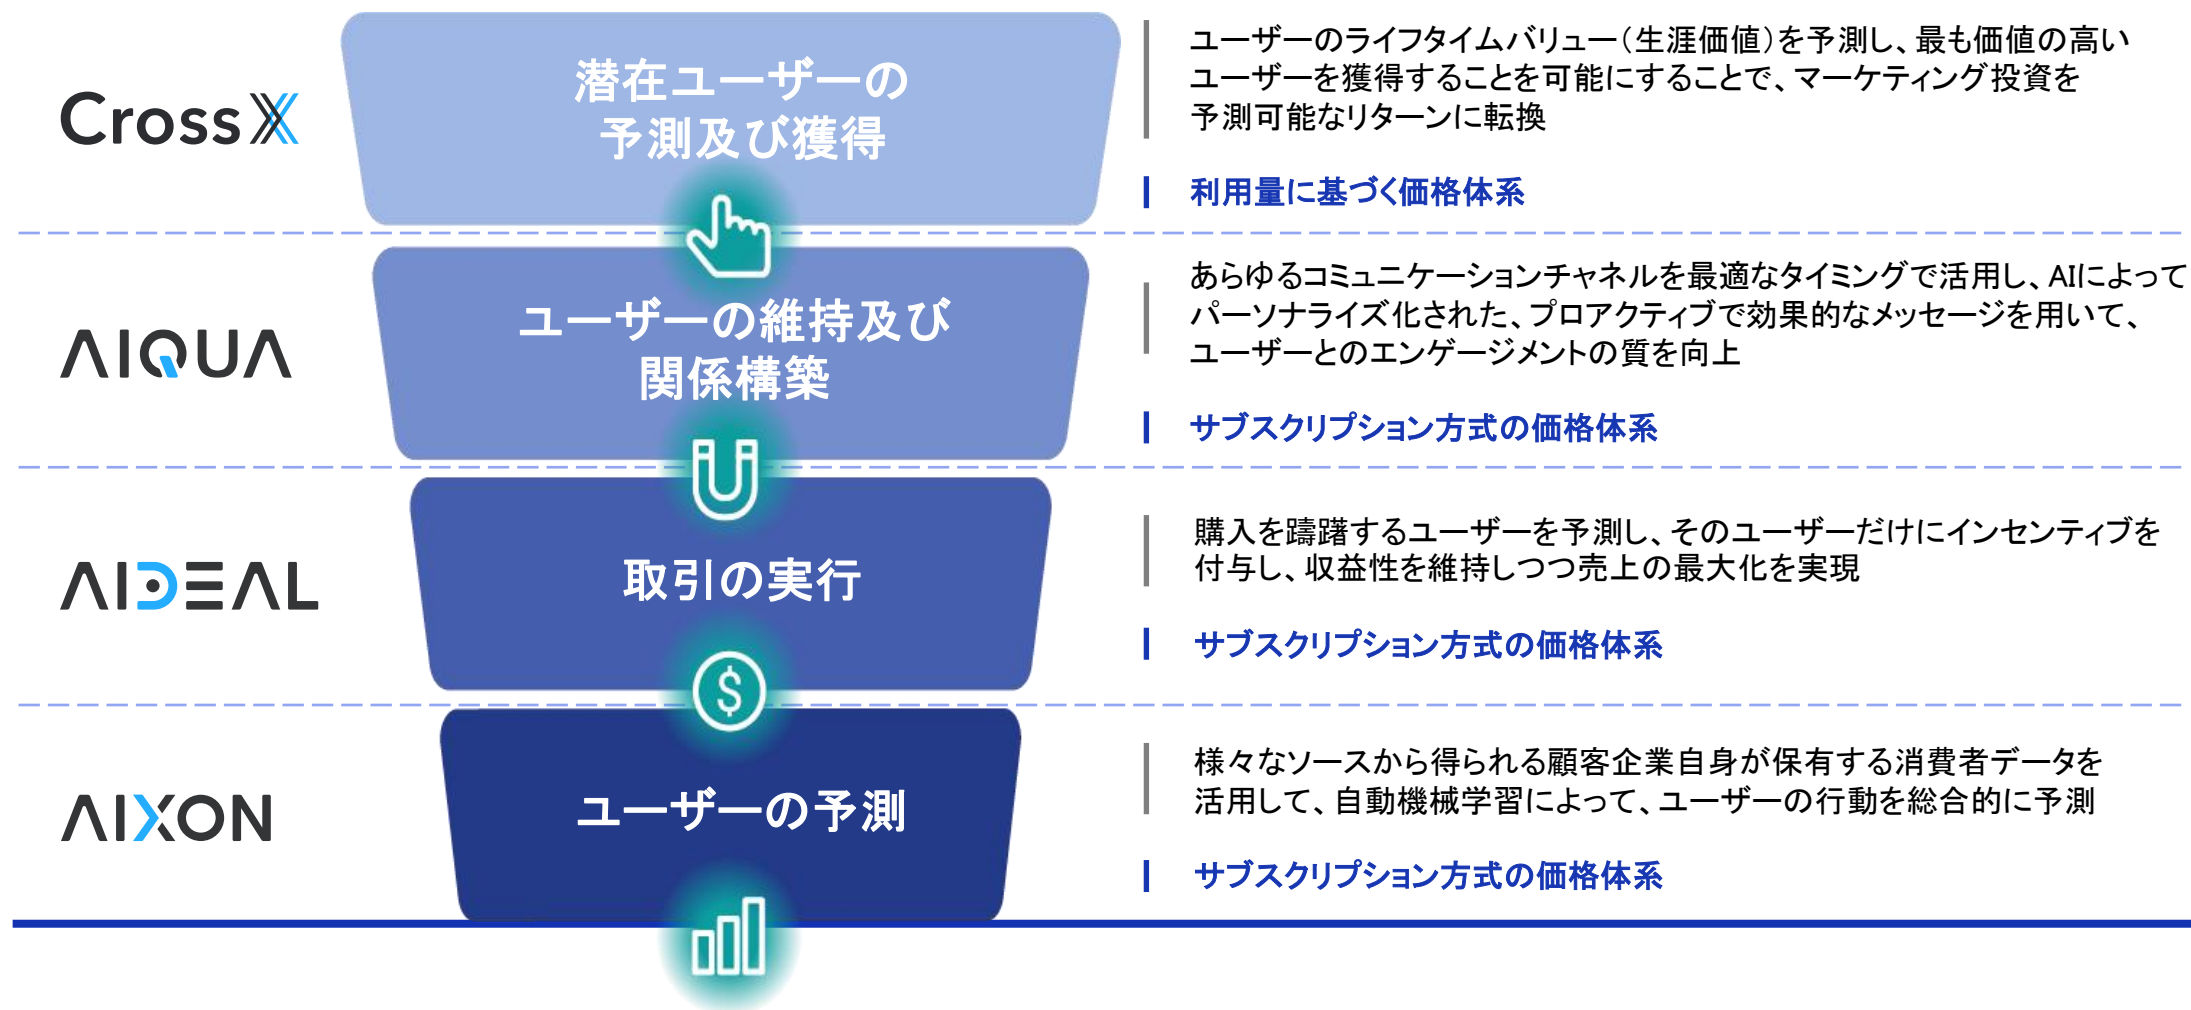 CrossX
潜在ユーザーの
予測及び獲得
ユーザーのライフタイムバリュー（生涯価値）を予測し、最も価値の高い
ユーザーを獲得することを可能にすることで、マーケティング投資を
予測可能なリターンに転換
利用量に基づく価格体系
AIQUA
ユーザーの維持及び
関係構築
あらゆるコミュニケーションチャネルを最適なタイミングで活用し、AIによって
パーソナライズ化された、プロアクティブで効果的なメッセージを用いて、
ユーザーとのエンゲージメントの質を向上
サブスクリプション方式の価格体系
AIDEAL
取引の実行
購入を躊躇するユーザーを予測し、そのユーザーだけにインセンティブを
付与し、収益性を維持しつつ売上の最大化を実現
サブスクリプション方式の価格体系
$
AIXON
ユーザーの予測
様々なソースから得られる顧客企業自身が保有する消費者データを
活用して、自動機械学習によって、ユーザーの行動を総合的に予測
サブスクリプション方式の価格体系